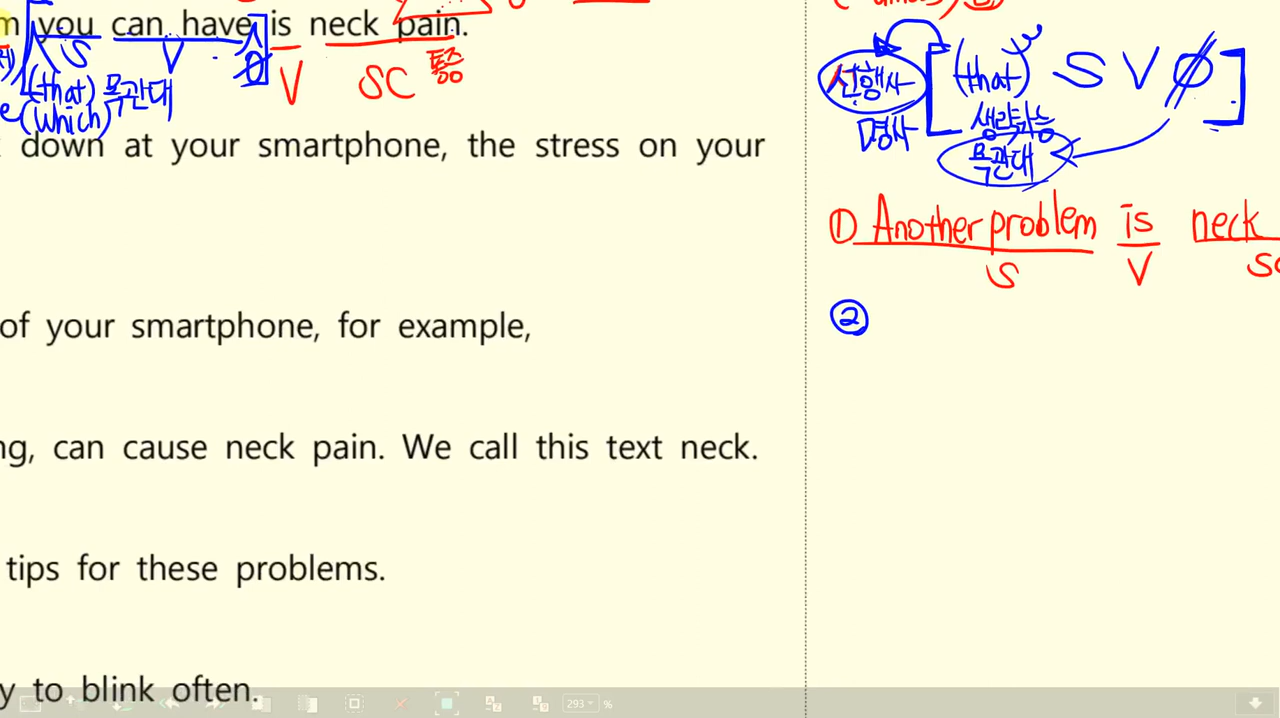 you can have is neck pain.
S V V SC 통증
(that) 목관대
(which)
down at your smartphone, the stress on your
of your smartphone, for example,
ng, can cause neck pain. We call this text neck.
tips for these problems.
y to blink often.
293 %
선행사 [(that) S V O]
명사 생략가능
목관대
① Another problem is neck
S V SC
②